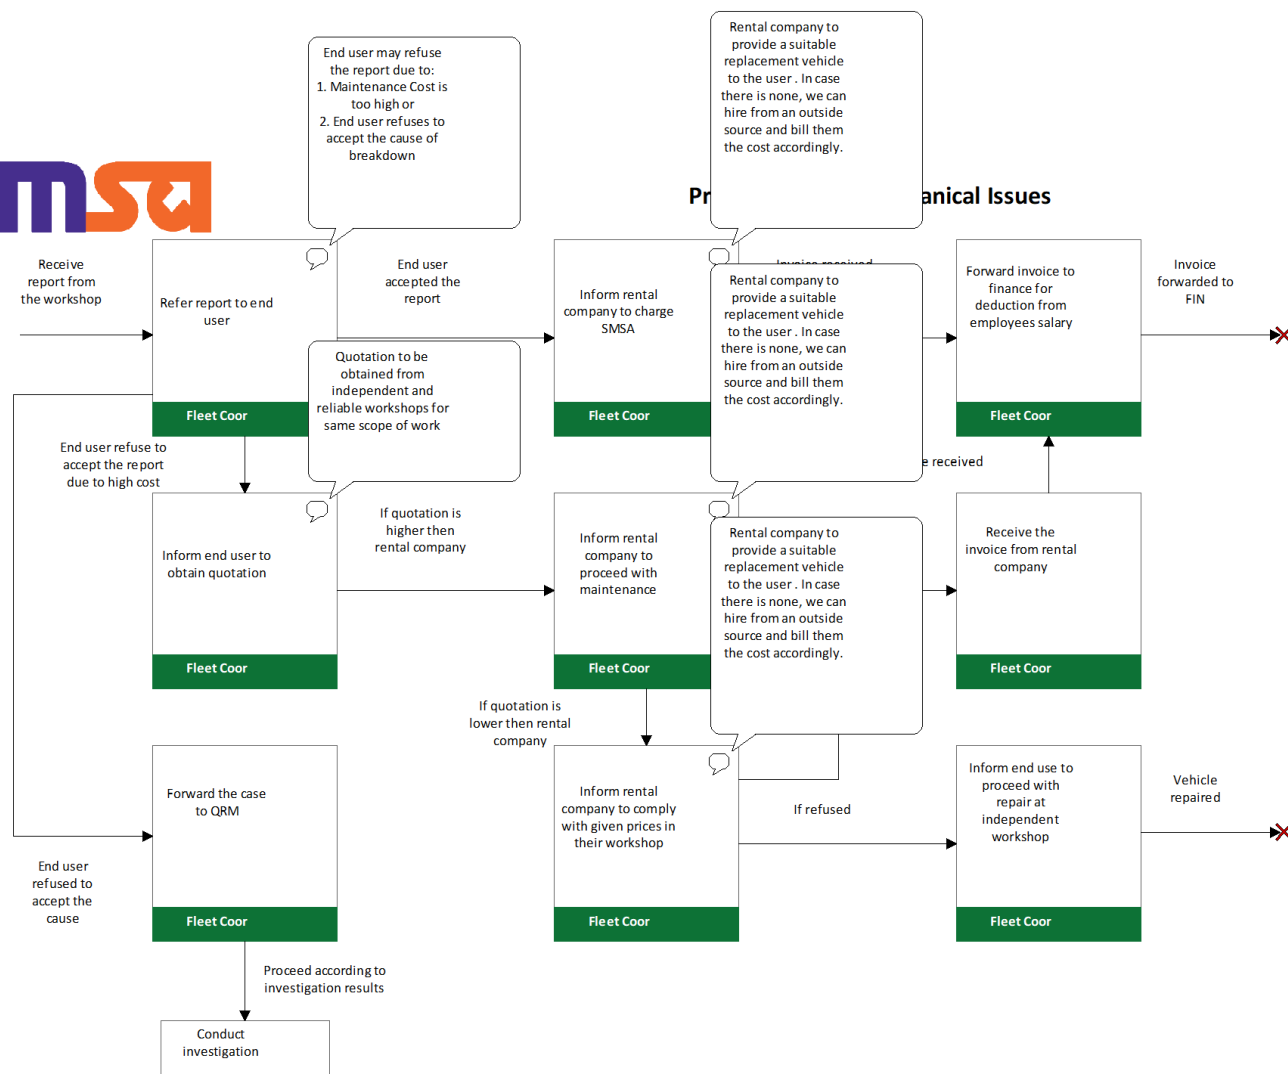 End user may refuse
the report due to:
1. Maintenance Cost is
too high or
2. End user refuses to
accept the cause of
breakdown
Rental company to
provide a suitable
replacement vehicle
to the user . In case
there is none, we can
hire from an outside
source and bill them
the cost accordingly.
msa
Pr
anical Issues
Receive
report from
the workshop
Refer report to end
user
Fleet Coor
End user
accepted the
report
Inform rental
company to charge
SMSA
Fleet Coor
Invoice received
Rental company to
provide a suitable
replacement vehicle
to the user . In case
there is none, we can
hire from an outside
source and bill them
the cost accordingly.
Forward invoice to
finance for
deduction from
employees salary
Fleet Coor
Invoice
forwarded to
FIN
Quotation to be
obtained from
independent and
reliable workshops for
same scope of work
End user refuse to
accept the report
due to high cost
e received
Inform end user to
obtain quotation
Fleet Coor
If quotation is
higher then
rental company
Inform rental
company to
proceed with
maintenance
Fleet Coor
Rental company to
provide a suitable
replacement vehicle
to the user . In case
there is none, we can
hire from an outside
source and bill them
the cost accordingly.
Receive the
invoice from rental
company
Fleet Coor
If quotation is
lower then rental
company
Forward the case
to QRM
Fleet Coor
Inform rental
company to comply
with given prices in
their workshop
Fleet Coor
If refused
Inform end use to
proceed with
repair at
independent
workshop
Fleet Coor
Vehicle
repaired
End user
refused to
accept the
cause
Proceed according to
investigation results
Conduct
investigation